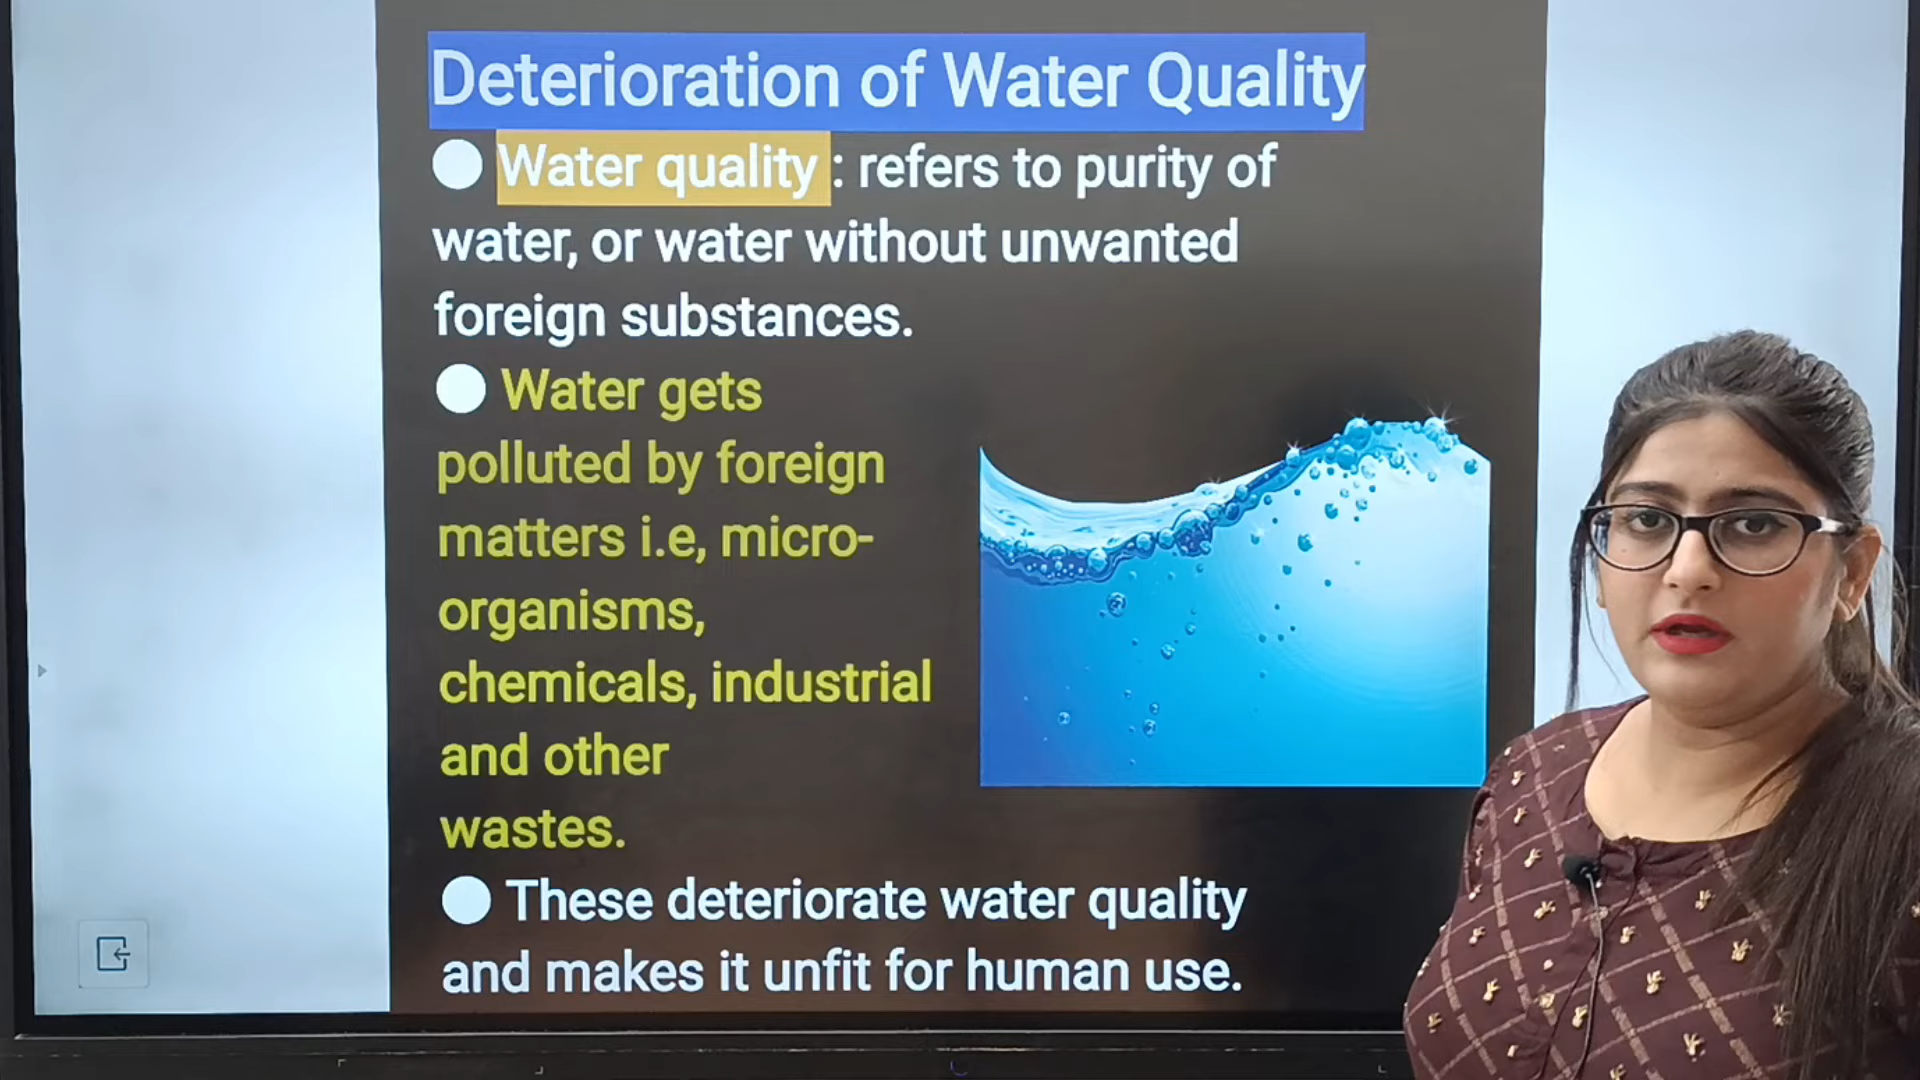 Deterioration of Water Quality
● Water quality : refers to purity of
water, or water without unwanted
foreign substances.
● Water gets
polluted by foreign
matters i.e, micro-
organisms,
chemicals, industrial
and other
wastes.
● These deteriorate water quality
and makes it unfit for human use.